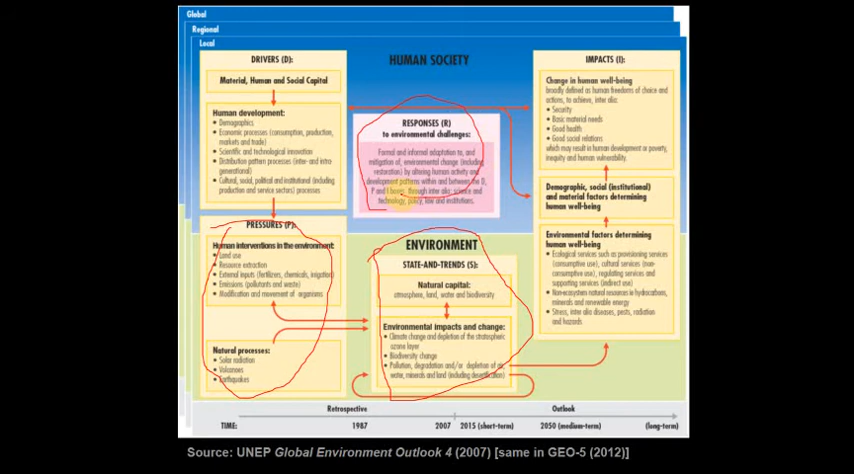 Global
Regional
Local
DRIVERS (D):
Material, Human and Social Capital
Human development:
• Demographics
• Economic processes (consumption, production,
markets and trade)
• Scientific and technological innovation
• Distribution pattern processes (inter- and intra-
generational)
• Cultural, social, political and institutional (including
production and service sectors) processes
PRESSURES (P):
Human interventions in the environment:
• Land use
• Resource extraction
• External inputs (fertilizers, chemicals, irrigation)
• Emissions (pollutants and waste)
• Modification and movement of organisms
Natural processes:
• Solar radiation
• Volcanoes
• Earthquakes
HUMAN SOCIETY
RESPONSES (R)
to environmental challenges:
Formal and informal adaptation to, and
mitigation of, environmental change (including
restoration) by altering human activity and
development patterns within and between the D,
P and I boxes, through inter alia; science and
technology, policy, law and institutions.
ENVIRONMENT
STATE-AND-TRENDS (S):
Natural capital:
atmosphere, land, water and biodiversity
Environmental impacts and change:
• Climate change and depletion of the stratospheric
ozone layer
• Biodiversity change
• Pollution, degradation and/or depletion of air,
water, minerals and land (including desertification)
IMPACTS (I):
Change in human well-being
broadly defined as human freedoms of choice and
actions, to achieve, inter alia:
• Security
• Basic material needs
• Good health
• Good social relations
which may result in human development or poverty,
inequity and human vulnerability.
Demographic, social (institutional)
and material factors determining
human well-being
Environmental factors determining
human well-being
• Ecological services such as provisioning services
(consumptive use), cultural services (non-
consumptive use), regulating services and
supporting services (indirect use)
• Non-ecosystem natural resources ie hydrocarbons,
minerals and renewable energy
• Stress, inter alia diseases, pests, radiation
and hazards
Retrospective
Outlook
TIME:
1987
2007
2015 (short-term)
2050 (medium-term)
(long-term)
Source: UNEP Global Environment Outlook 4 (2007) [same in GEO-5 (2012)]